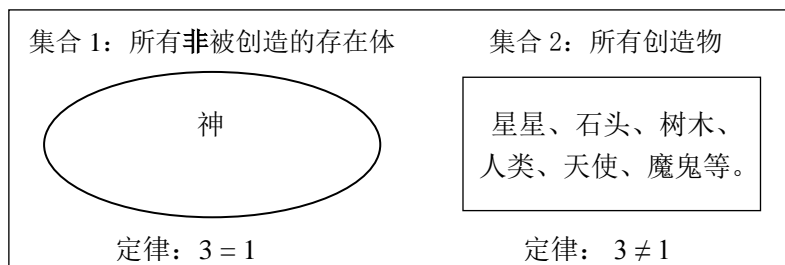 集合 1：所有非被创造的存在体
集合 2：所有创造物
神
星星、石头、树木、
人类、天使、魔鬼等。
定律：3 = 1
定律： 3 ≠ 1